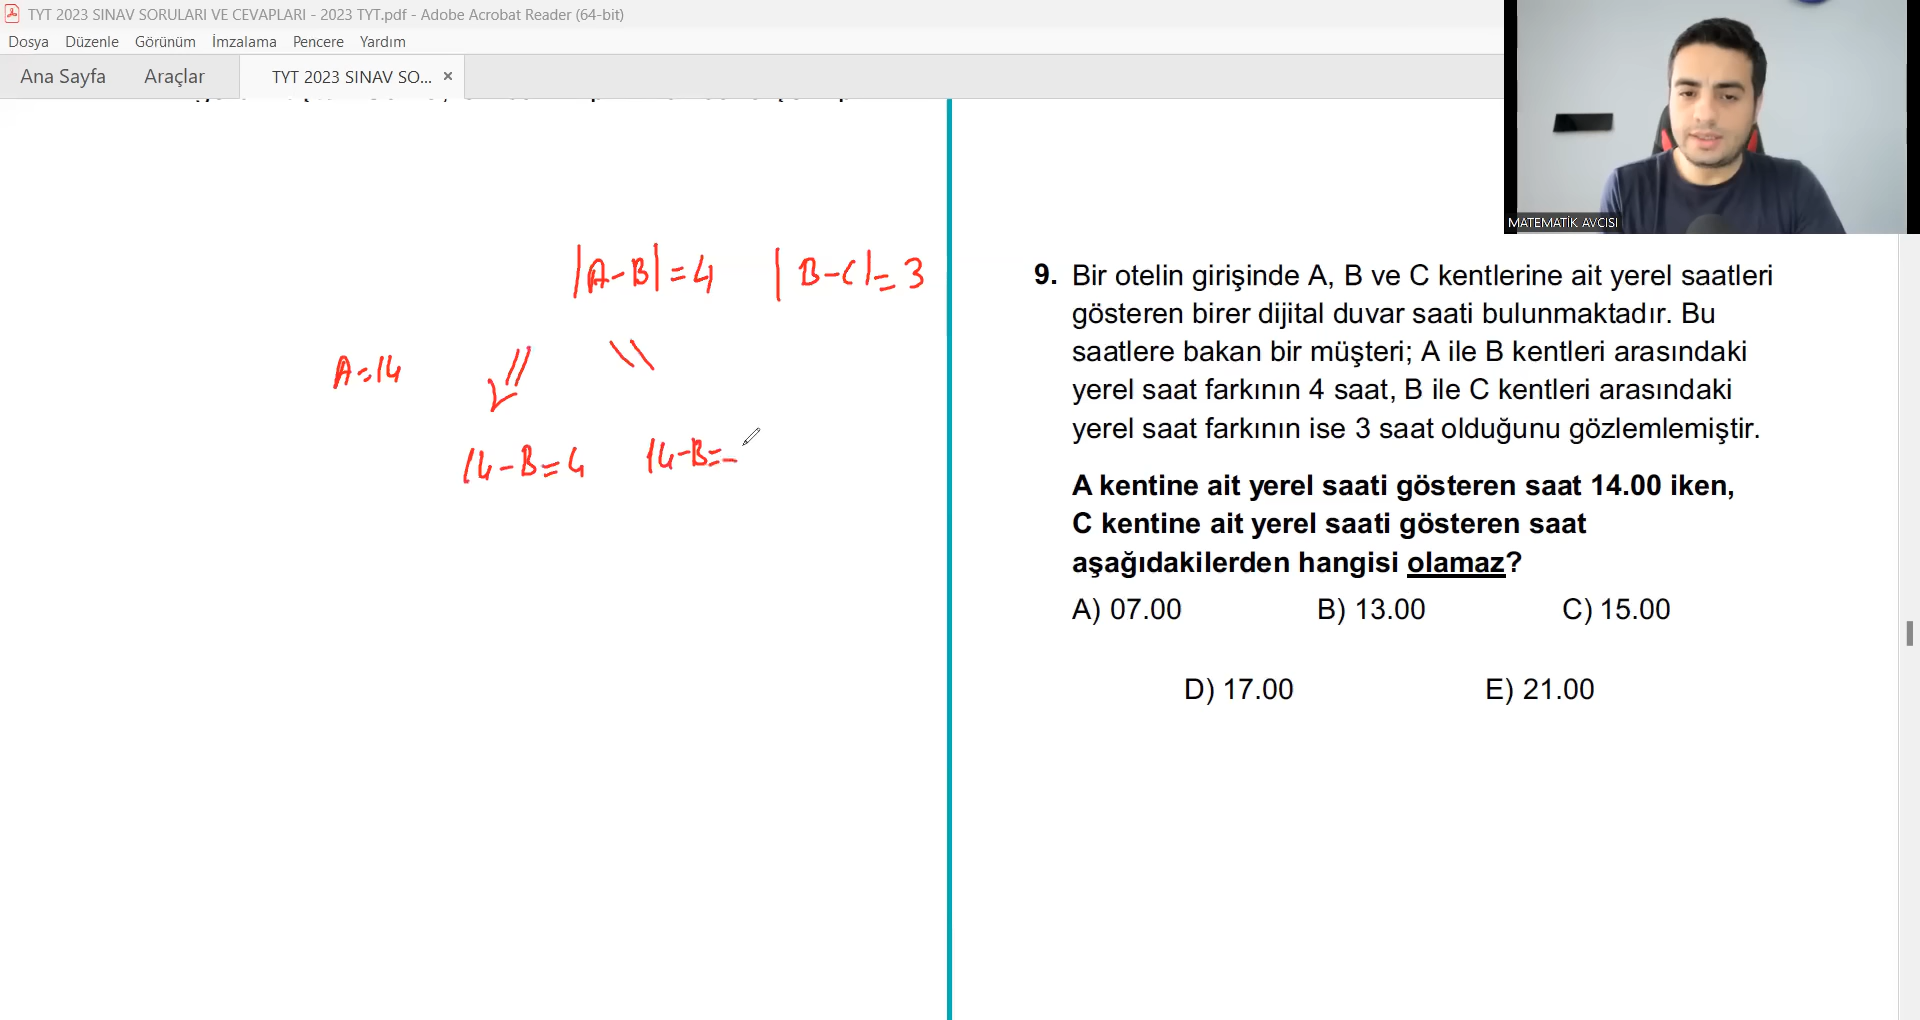 TYT 2023 SINAV SORULARI VE CEVAPLARI - 2023 TYT.pdf - Adobe Acrobat Reader (64-bit)
Dosya Düzenle Görünüm İmzalama Pencere Yardım
Ana Sayfa Araçlar TYT 2023 SINAV SO... ×
MATEMATİK AVCISI
|A-B|=4 |B-C|=3
A=14
14-B=4 14-B=-
9. Bir otelin girişinde A, B ve C kentlerine ait yerel saatleri
gösteren birer dijital duvar saati bulunmaktadır. Bu
saatlere bakan bir müşteri; A ile B kentleri arasındaki
yerel saat farkının 4 saat, B ile C kentleri arasındaki
yerel saat farkının ise 3 saat olduğunu gözlemlemiştir.
A kentine ait yerel saati gösteren saat 14.00 iken,
C kentine ait yerel saati gösteren saat
aşağıdakilerden hangisi olamaz?
A) 07.00 B) 13.00 C) 15.00
D) 17.00 E) 21.00